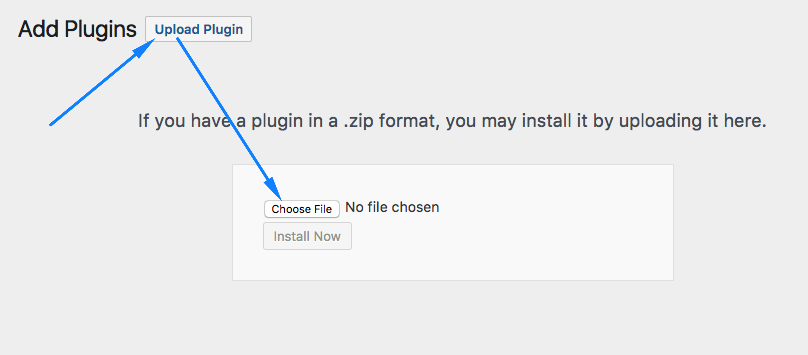 Add Plugins Upload Plugin
If you have a plugin in a .zip format, you may install it by uploading it here.
Choose File No file chosen
Install Now